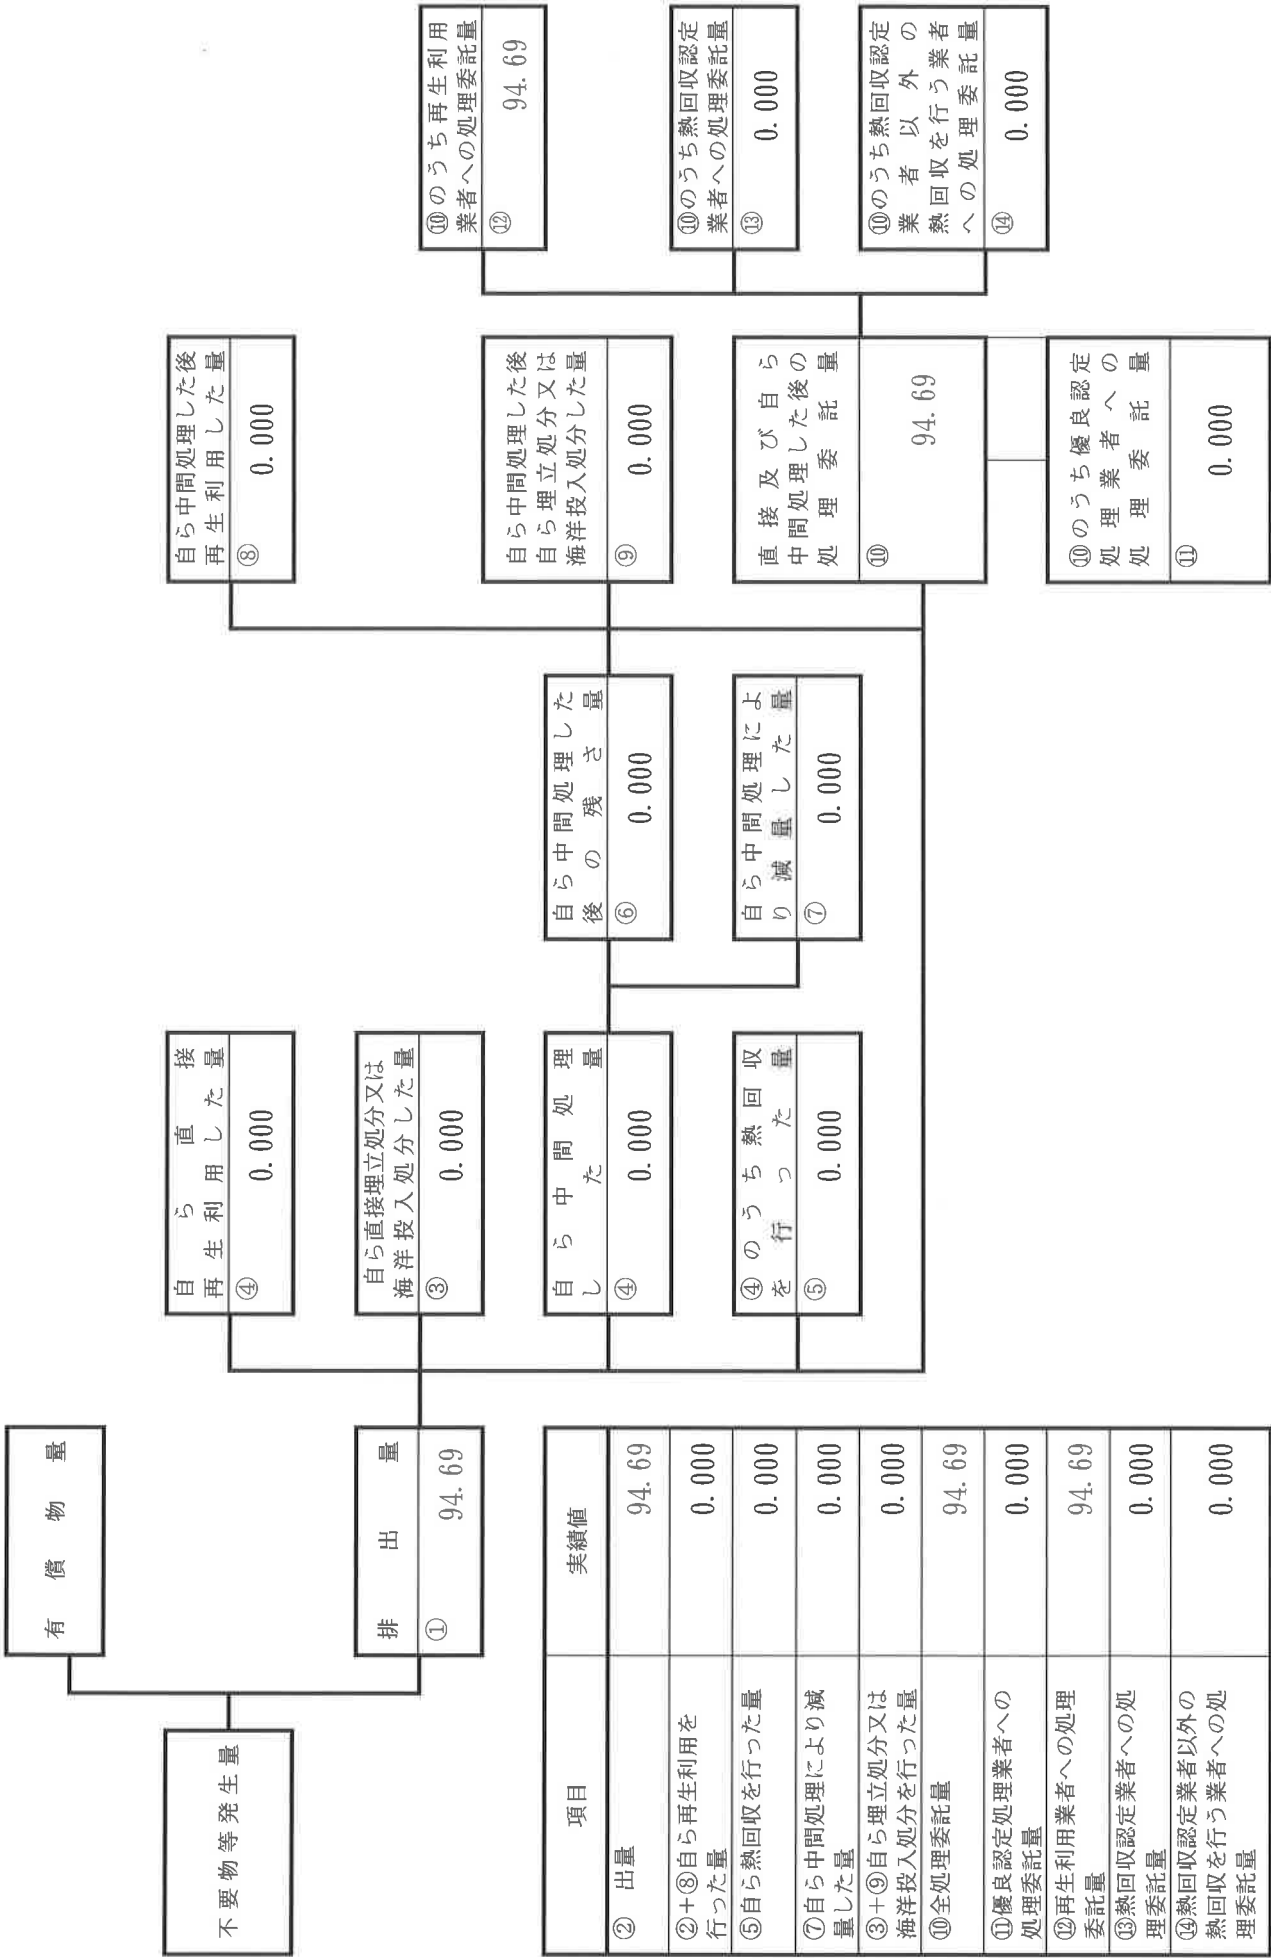 不要物等発生量
有償物量
排出量
① 94.69
自ら直接
再生利用した量
④ 0.000
自ら直接埋立処分又は
海洋投入処分した量
③ 0.000
自ら中間処理
した量
④ 0.000
④のうち熱回収
を行った量
⑤ 0.000
自ら中間処理した
後の残さ量
⑥ 0.000
自ら中間処理によ
り減量した量
⑦ 0.000
自ら中間処理した後
再生利用した量
⑧ 0.000
自ら中間処理した後
自ら埋立処分又は
海洋投入処分した量
⑨ 0.000
直接及び自ら
中間処理した後の
処理委託量
⑩ 94.69
⑩のうち優良認定
処理業者への
処理委託量
⑪ 0.000
⑩のうち再生利用
業者への処理委託量
⑫ 94.69
⑩のうち熱回収認定
業者への処理委託量
⑬ 0.000
⑩のうち熱回収認定
業者以外の
熱回収を行う業者
への処理委託量
⑭ 0.000
項目 実績値
② 出量 94.69
②+⑧自ら再生利用を
行った量 0.000
⑤自ら熱回収を行った量 0.000
⑦自ら中間処理により減
量した量 0.000
③+⑨自ら埋立処分又は
海洋投入処分を行った量 0.000
⑩全処理委託量 94.69
⑪優良認定処理業者への
処理委託量 0.000
⑫再生利用業者への処理
委託量 94.69
⑬熱回収認定業者への処
理委託量 0.000
⑭熱回収認定業者以外の
熱回収を行う業者への処
理委託量 0.000